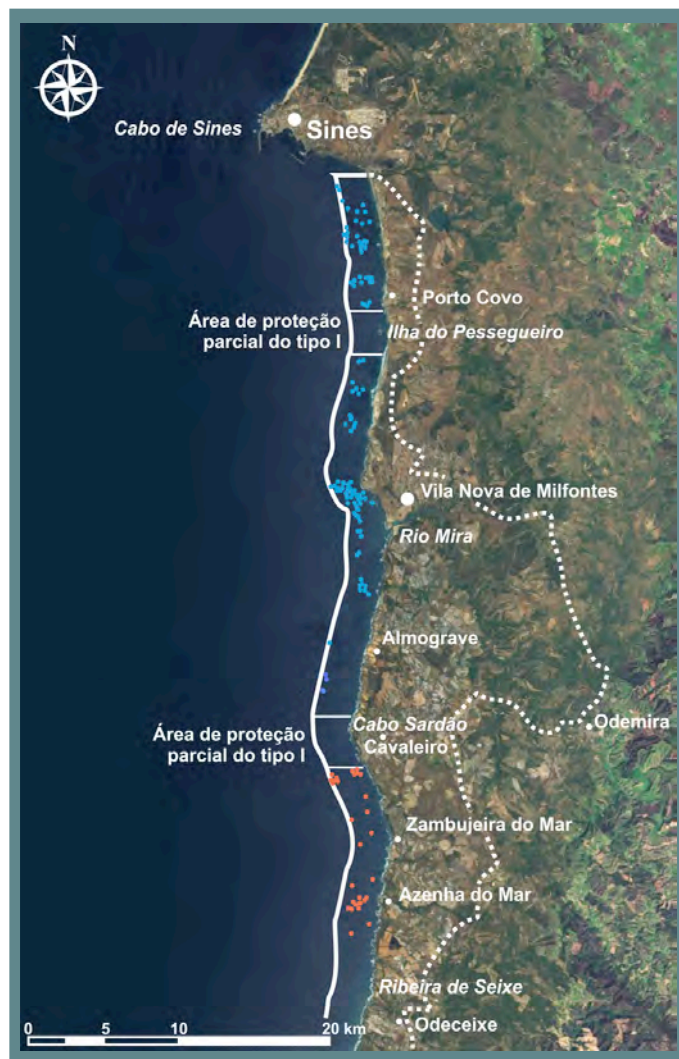 N
Cabo de Sines
Sines
Porto Covo
Área de proteção
parcial do tipo I
Ilha do Pessegueiro
Vila Nova de Milfontes
Rio Mira
Almograve
Área de proteção
parcial do tipo I
Cabo Sardão
Cavaleiro
Odemira
Zambujeira do Mar
Azenha do Mar
Ribeira de Seixe
Odeceixe
0 5 10 20 km